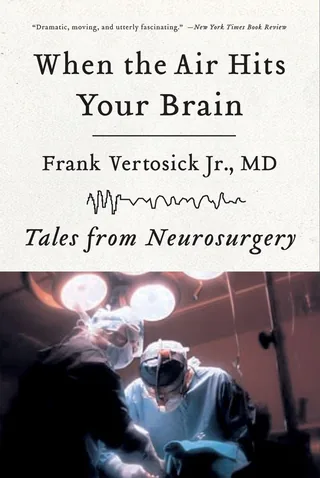 “Dramatic, moving, and utterly fascinating.” —New York Times Book Review
When the Air Hits
Your Brain
Frank Vertosick Jr., MD
Tales from Neurosurgery